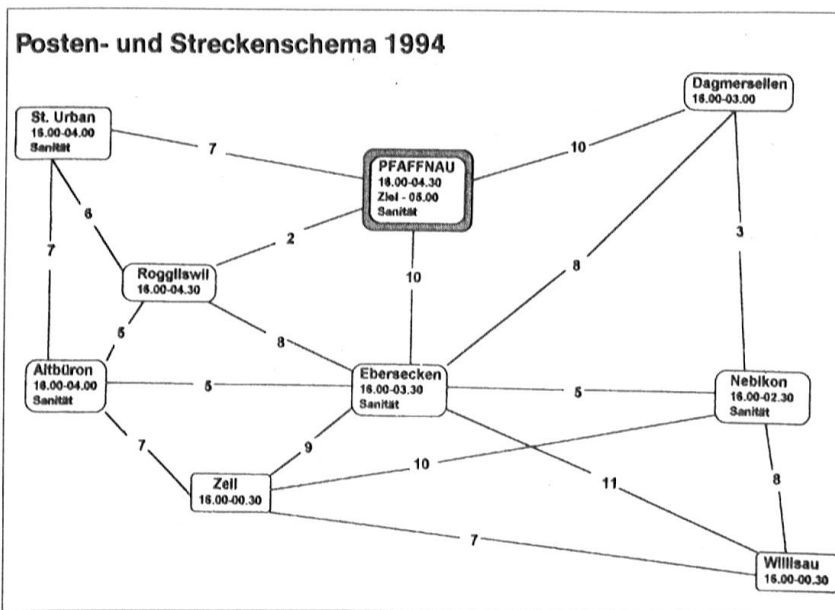 Posten- und Streckenschema 1994
Dagmersellen
16.00-03.00
St. Urban
16.00-04.00
Sanität
7
10
PFAFFNAU
16.00-04.30
Ziel - 05.00
Sanität
6
2
7
3
8
10
Roggliswil
16.00-04.30
5
8
Altbüron
16.00-04.00
Sanität
5
Ebersecken
16.00-03.30
Sanität
5
Nebikon
16.00-02.30
Sanität
7
9
10
11
8
Zell
16.00-00.30
7
Willisau
16.00-00.30